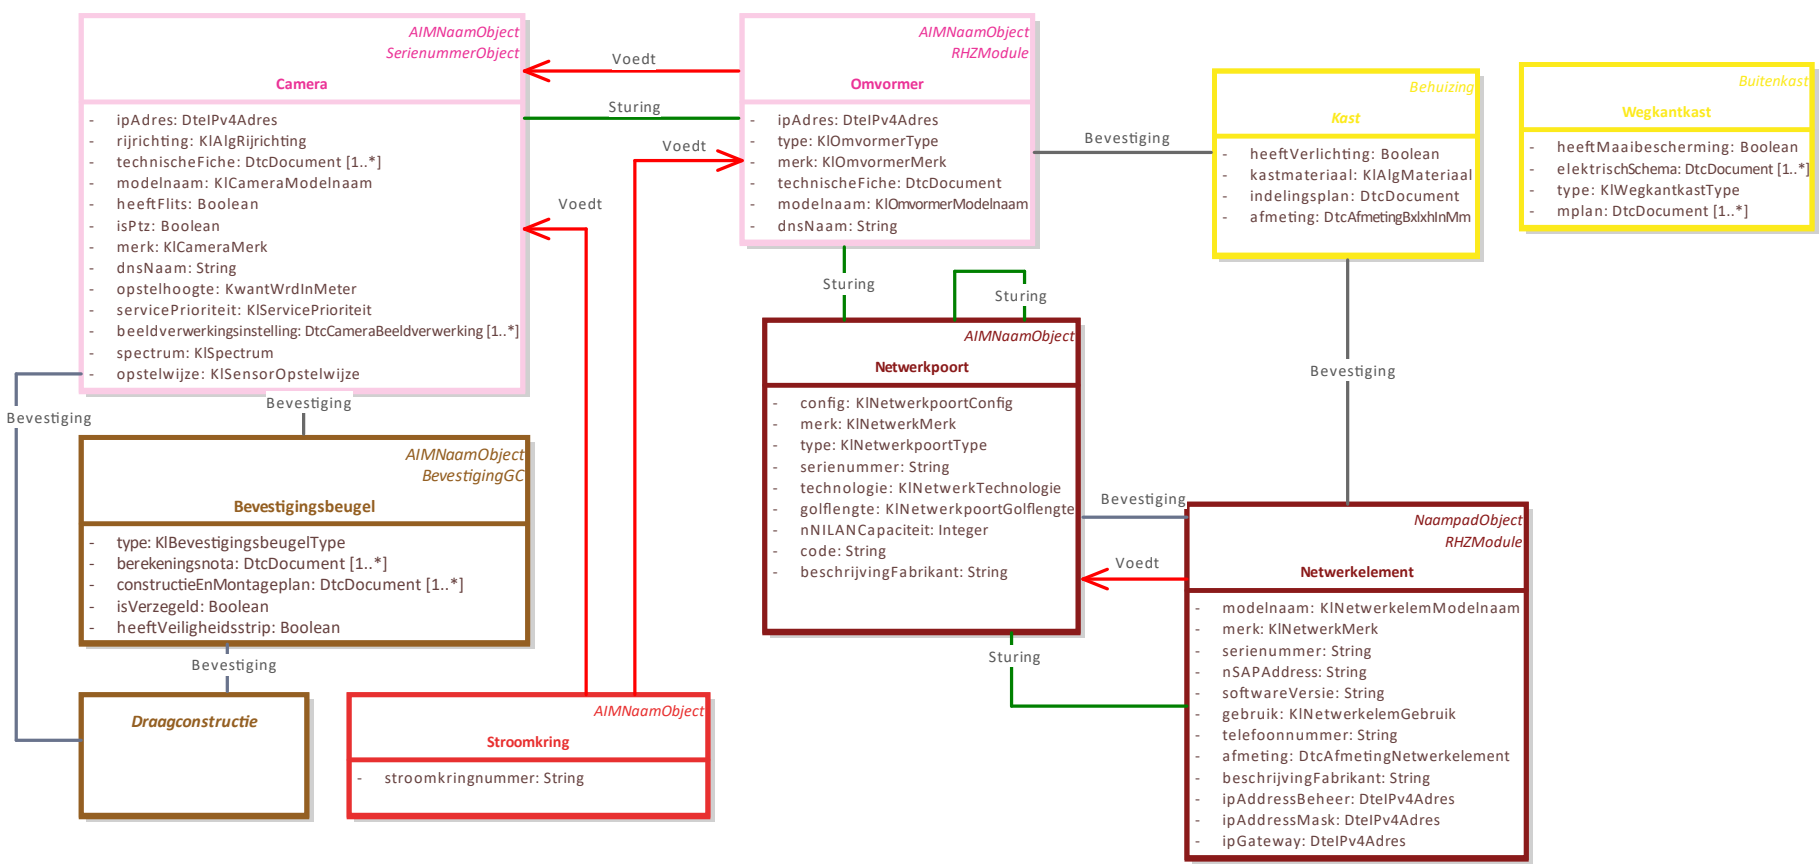 AIMNaamObject
SerienummerObject
Camera
- ipAdres: DteIPv4Adres
- rijrichting: KlAlgRijrichting
- technischeFiche: DtcDocument [1..*]
- modelnaam: KlCameraModelnaam
- heeftFlits: Boolean
- isPtz: Boolean
- merk: KlCameraMerk
- dnsNaam: String
- opstelhoogte: KwantWrdInMeter
- servicePrioriteit: KlServicePrioriteit
- beeldverwerkingsinstelling: DtcCameraBeeldverwerking [1..*]
- spectrum: KlSpectrum
- opstelwijze: KlSensorOpstelwijze
Voedt
Sturing
Voedt
Voedt
AIMNaamObject
RHZModule
Omvormer
- ipAdres: DteIPv4Adres
- type: KlOmvormerType
- merk: KlOmvormerMerk
- technischeFiche: DtcDocument
- modelnaam: KlOmvormerModelnaam
- dnsNaam: String
Bevestiging
Behuizing
Kast
- heeftVerlichting: Boolean
- kastmateriaal: KlAlgMateriaal
- indelingsplan: DtcDocument
- afmeting: DtcAfmetingBxlxhInMm
Buitenkast
Wegkantkast
- heeftMaaibescherming: Boolean
- elektrischSchema: DtcDocument [1..*]
- type: KlWegkantkastType
- mplan: DtcDocument [1..*]
Sturing
Sturing
Bevestiging
Bevestiging
Bevestiging
AIMNaamObject
BevestigingGC
Bevestigingsbeugel
- type: KlBevestigingsbeugelType
- berekeningsnota: DtcDocument [1..*]
- constructieEnMontageplan: DtcDocument [1..*]
- isVerzegeld: Boolean
- heeftVeiligheidsstrip: Boolean
Bevestiging
Draagconstructie
AIMNaamObject
Stroomkring
- stroomkringnummer: String
AIMNaamObject
Netwerkpoort
- config: KlNetwerkpoortConfig
- merk: KlNetwerkMerk
- type: KlNetwerkpoortType
- serienummer: String
- technologie: KlNetwerkTechnologie
- golflengte: KlNetwerkpoortGolflengte
- nNILANCapaciteit: Integer
- code: String
- beschrijvingFabrikant: String
Bevestiging
Voedt
Sturing
NaampadObject
RHZModule
Netwerkelement
- modelnaam: KlNetwerkelemModelnaam
- merk: KlNetwerkMerk
- serienummer: String
- nSAPAddress: String
- softwareVersie: String
- gebruik: KlNetwerkelemGebruik
- telefoonnummer: String
- afmeting: DtcAfmetingNetwerkelement
- beschrijvingFabrikant: String
- ipAddressBeheer: DteIPv4Adres
- ipAddressMask: DteIPv4Adres
- ipGateway: DteIPv4Adres